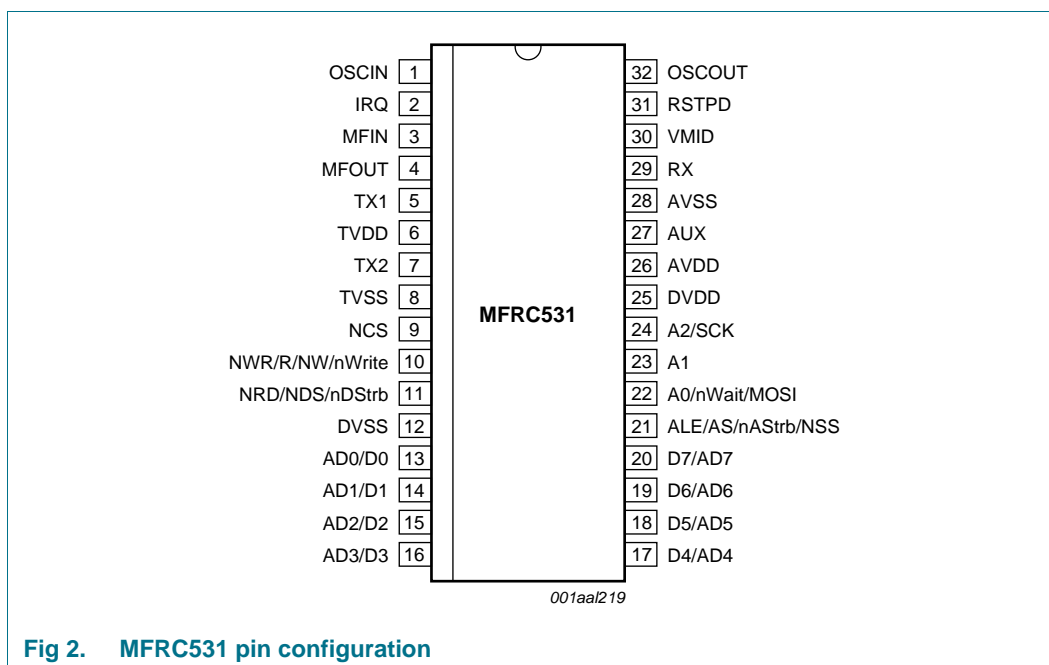 OSCIN 1 32 OSCOUT
IRQ 2 31 RSTPD
MFIN 3 30 VMID
MFOUT 4 29 RX
TX1 5 28 AVSS
TVDD 6 27 AUX
TX2 7 26 AVDD
TVSS 8 25 DVDD
MFRC531
NCS 9 24 A2/SCK
NWR/R/NW/nWrite 10 23 A1
NRD/NDS/nDStrb 11 22 A0/nWait/MOSI
DVSS 12 21 ALE/AS/nAStrb/NSS
AD0/D0 13 20 D7/AD7
AD1/D1 14 19 D6/AD6
AD2/D2 15 18 D5/AD5
AD3/D3 16 17 D4/AD4
001aal219
Fig 2. MFRC531 pin configuration